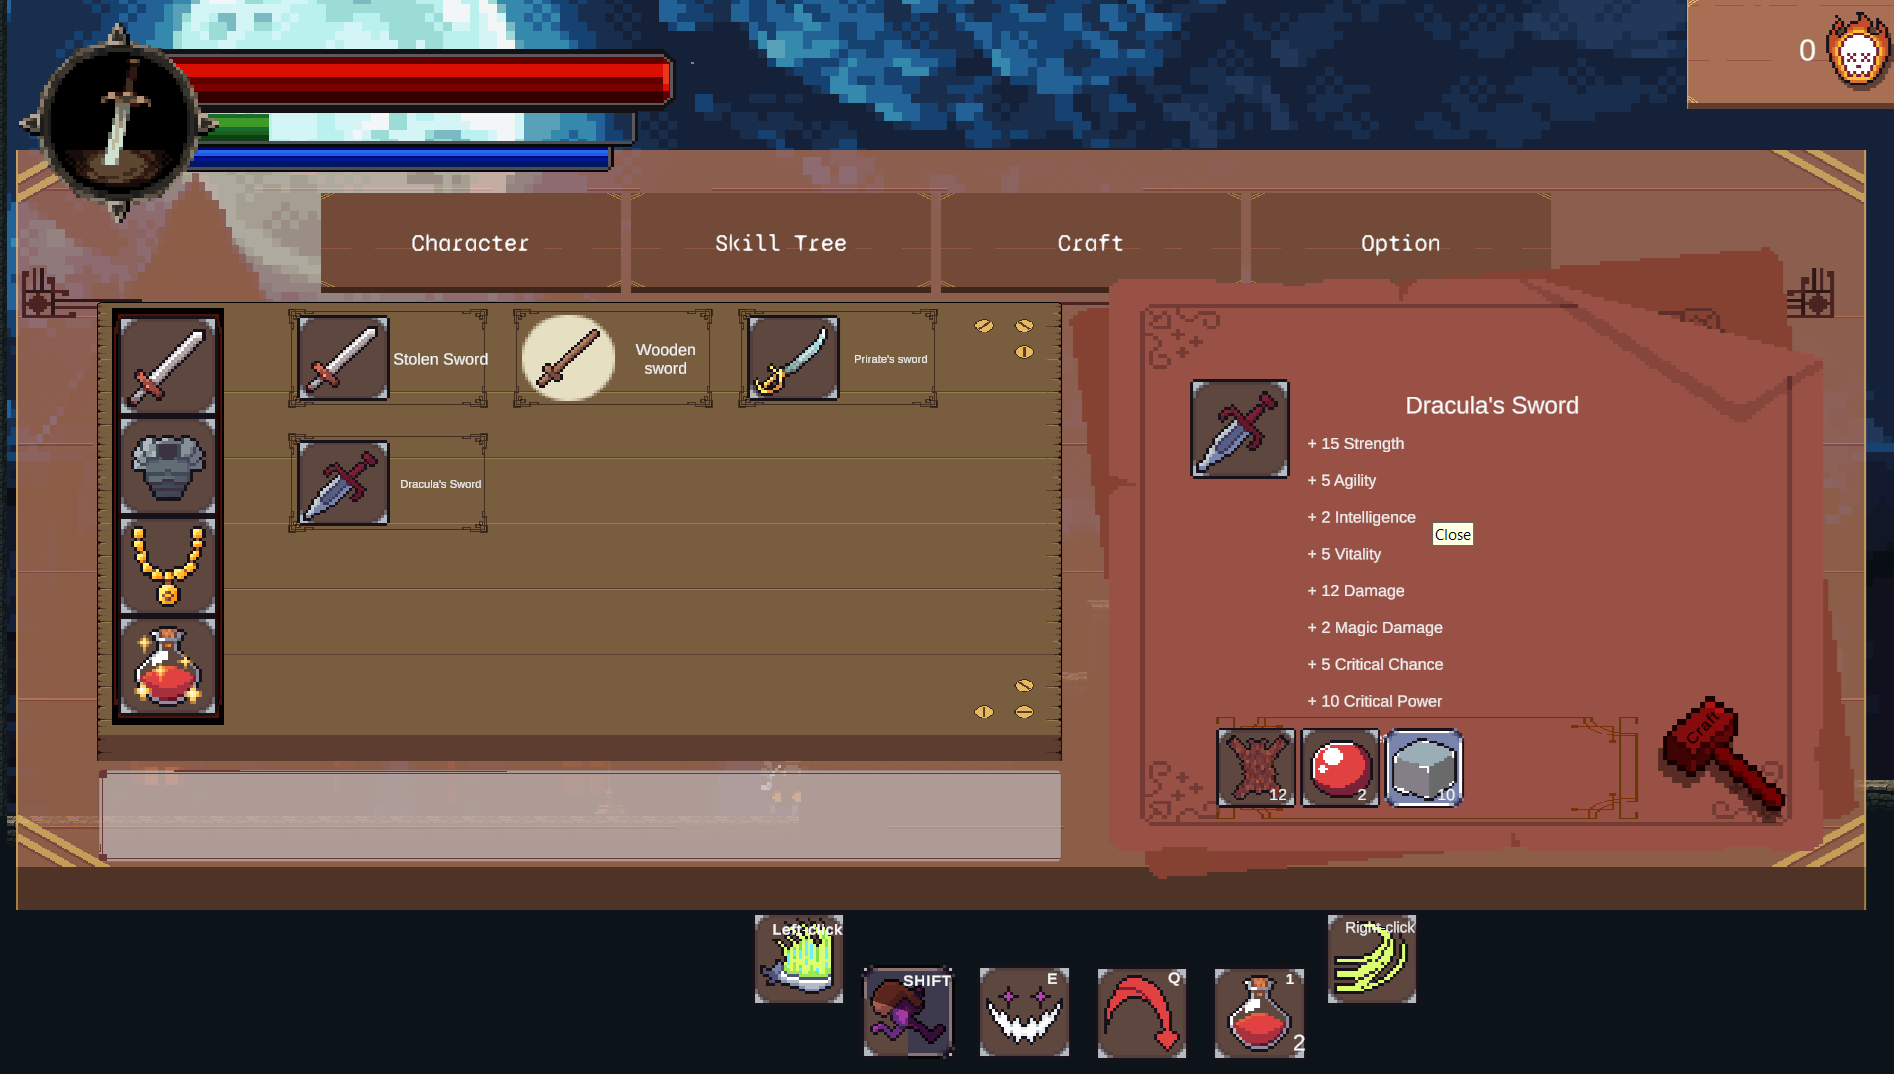 0
Character
Skill Tree
Craft
Option
Stolen Sword
Wooden
sword
Prirate's sword
Dracula's Sword
Dracula's Sword
+ 15 Strength
+ 5 Agility
+ 2 Intelligence
Close
+ 5 Vitality
+ 12 Damage
+ 2 Magic Damage
+ 5 Critical Chance
+ 10 Critical Power
12
2
10
Craft
Left click
Right click
SHIFT
E
Q
1
2